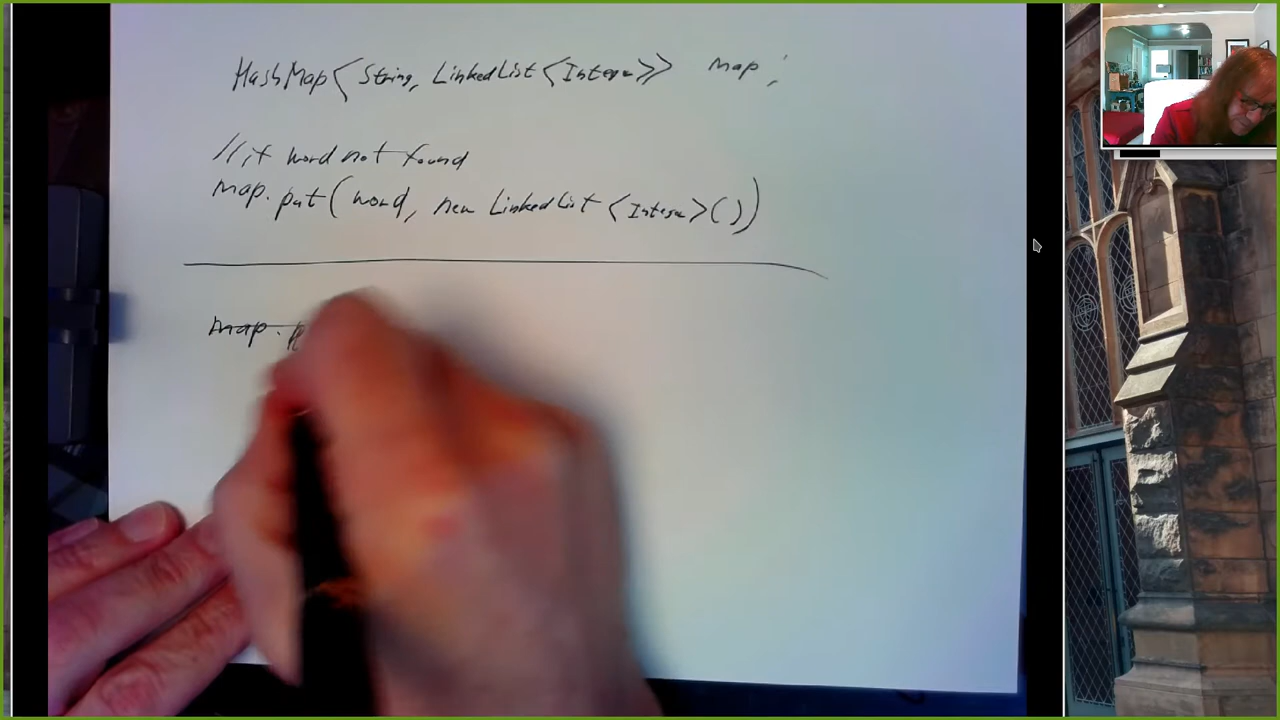 HashMap<String, LinkedList<Integer>> map;
//if word not found
map.put(word, new LinkedList<Integer>())
map.